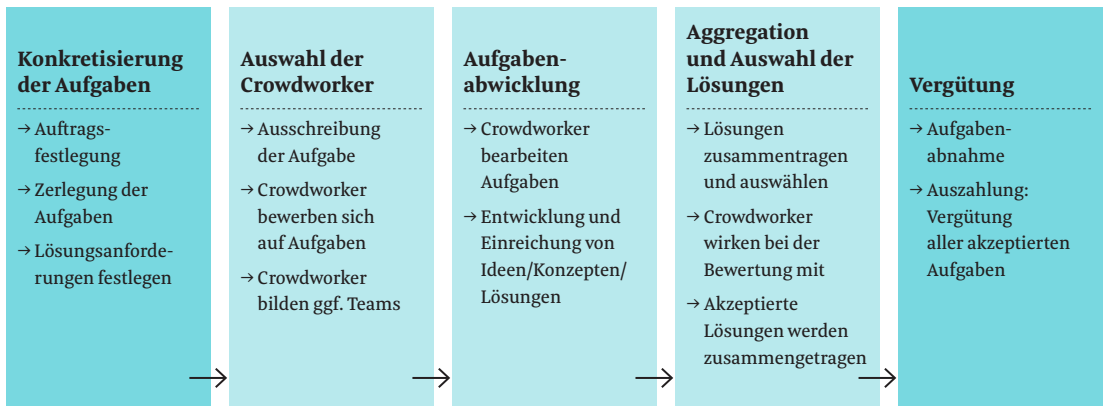 Konkretisierung
der Aufgaben
→ Auftrags-
festlegung
→ Zerlegung der
Aufgaben
→ Lösungsanforde-
rungen festlegen
Auswahl der
Crowdworker
→ Ausschreibung
der Aufgabe
→ Crowdworker
bewerben sich
auf Aufgaben
→ Crowdworker
bilden ggf. Teams
Aufgaben-
abwicklung
→ Crowdworker
bearbeiten
Aufgaben
→ Entwicklung und
Einreichung von
Ideen/Konzepten/
Lösungen
Aggregation
und Auswahl der
Lösungen
→ Lösungen
zusammentragen
und auswählen
→ Crowdworker
wirken bei der
Bewertung mit
→ Akzeptierte
Lösungen werden
zusammengetragen
Vergütung
→ Aufgaben-
abnahme
→ Auszahlung:
Vergütung
aller akzeptierten
Aufgaben